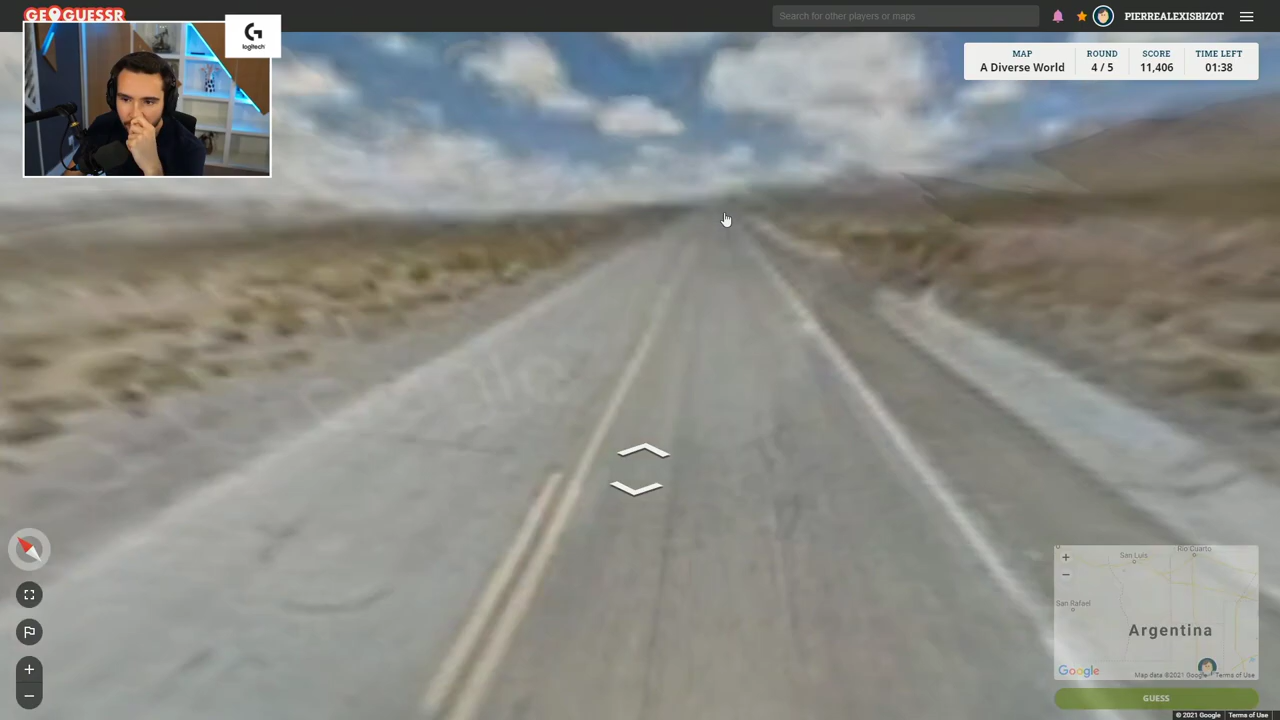 GEOGUESSR
Search for other players or maps
PIERREALEXISBIZOT
logitech
MAP ROUND SCORE TIME LEFT
A Diverse World 4 / 5 11,406 01:38
San Luis
Río Cuarto
San Rafael
Argentina
Google Map data ©2021 Google Terms of Use
GUESS
© 2021 Google Terms of Use